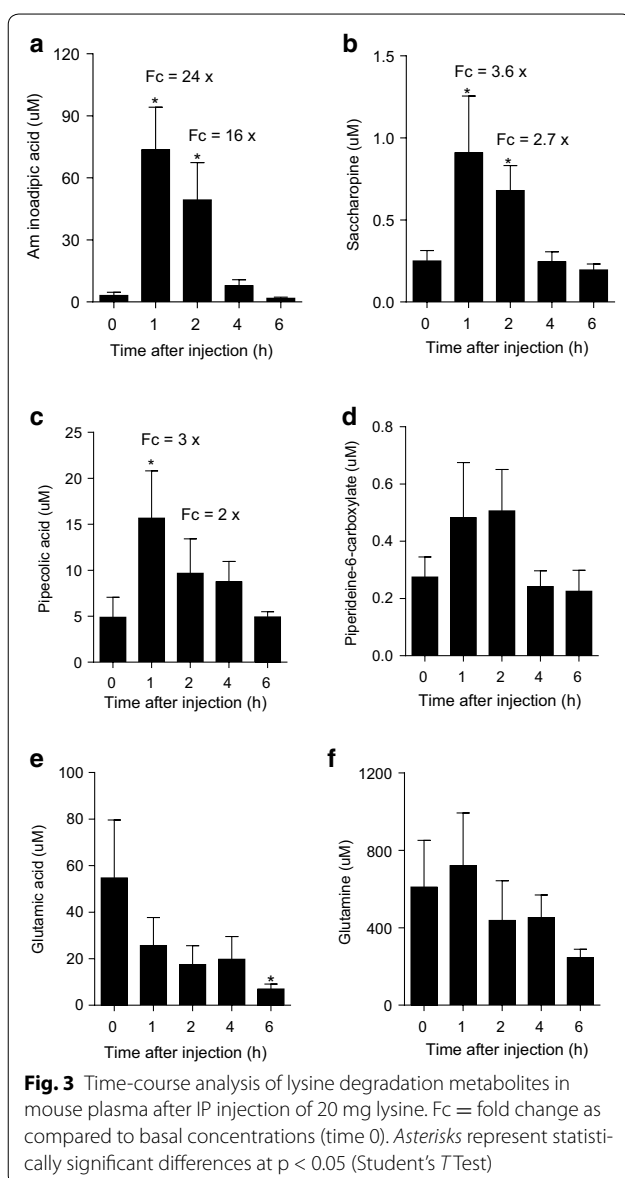 a
120
90
60
30
0
Am inoadipic acid (uM)
Fc = 24 x
*
Fc = 16 x
*
0 1 2 4 6
Time after injection (h)
b
1.5
1.0
0.5
0.0
Saccharopine (uM)
Fc = 3.6 x
*
Fc = 2.7 x
*
0 1 2 4 6
Time after injection (h)
c
25
20
15
10
5
0
Pipecolic acid (uM)
Fc = 3 x
*
Fc = 2 x
0 1 2 4 6
Time after injection (h)
d
0.8
0.6
0.4
0.2
0.0
Piperideine-6-carboxylate (uM)
0 1 2 4 6
Time after injection (h)
e
100
80
60
40
20
0
Glutamic acid (uM)
*
0 1 2 4 6
Time after injection (h)
f
1200
800
400
0
Glutamine (uM)
0 1 2 4 6
Time after injection (h)
Fig. 3 Time-course analysis of lysine degradation metabolites in
mouse plasma after IP injection of 20 mg lysine. Fc = fold change as
compared to basal concentrations (time 0). Asterisks represent statisti-
cally significant differences at p < 0.05 (Student's T Test)